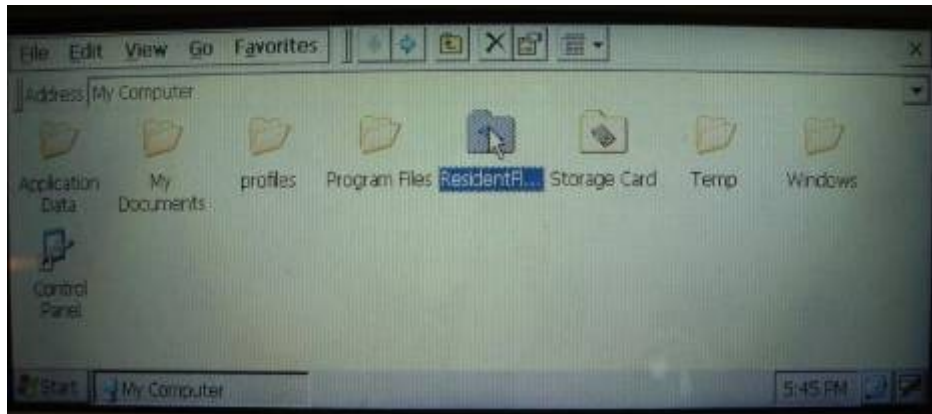 File Edit View Go Favorites
Address My Computer
Application Data
My Documents
profiles
Program Files
ResidentFl...
Storage Card
Temp
Windows
Control Panel
Start My Computer 5:45 PM